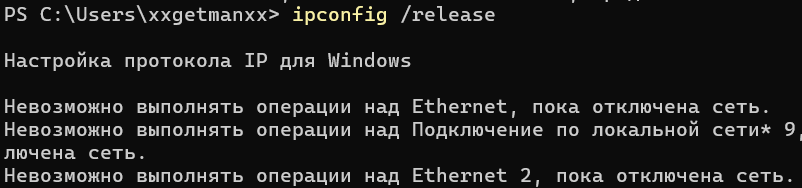 PS C:\Users\xxgetmanxx> ipconfig /release
Настройка протокола IP для Windows
Невозможно выполнять операции над Ethernet, пока отключена сеть.
Невозможно выполнять операции над Подключение по локальной сети* 9,
лючена сеть.
Невозможно выполнять операции над Ethernet 2, пока отключена сеть.